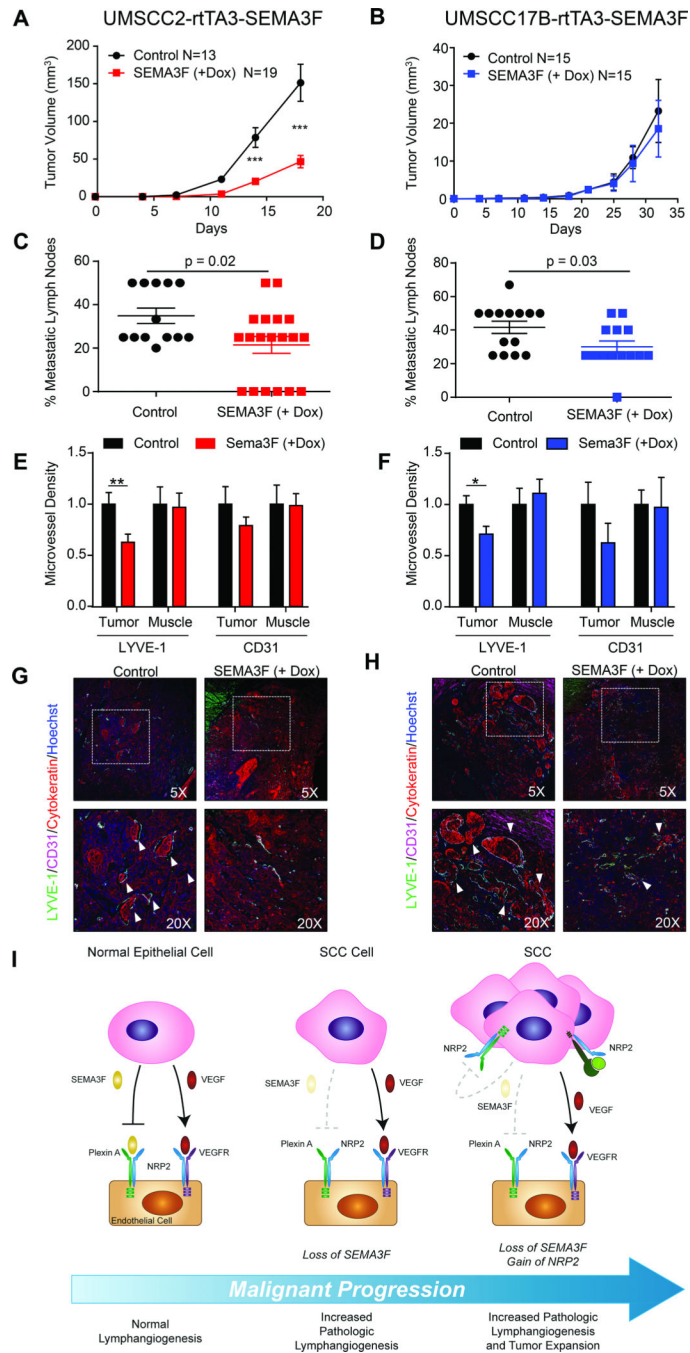 A
UMSCC2-rtTA3-SEMA3F
Tumor Volume (mm³)
200
150
100
50
0
Control N=13
SEMA3F (+Dox) N=19
***
***
0
5
10
15
20
Days
B
UMSCC17B-rtTA3-SEMA3F
Tumor Volume (mm³)
40
30
20
10
0
Control N=15
SEMA3F (+ Dox) N=15
0
5
10
15
20
25
30
35
Days
C
% Metastatic Lymph Nodes
60
40
20
0
p = 0.02
Control
SEMA3F (+ Dox)
D
% Metastatic Lymph Nodes
80
60
40
20
0
p = 0.03
Control
SEMA3F (+ Dox)
E
Control
Sema3F (+Dox)
Microvessel Density
1.5
1.0
0.5
0.0
**
Tumor
Muscle
Tumor
Muscle
LYVE-1
CD31
F
Control
Sema3F (+Dox)
Microvessel Density
1.5
1.0
0.5
0.0
*
Tumor
Muscle
Tumor
Muscle
LYVE-1
CD31
G
Control
SEMA3F (+ Dox)
LYVE-1/CD31/Cytokeratin/Hoechst
5X
5X
20X
20X
H
Control
SEMA3F (+ Dox)
LYVE-1/CD31/Cytokeratin/Hoechst
5X
5X
20X
20X
I
Normal Epithelial Cell
SCC Cell
SCC
SEMA3F
VEGF
Plexin A
NRP2
VEGFR
Endothelial Cell
SEMA3F
VEGF
Plexin A
NRP2
VEGFR
NRP2
NRP2
SEMA3F
VEGF
Plexin A
NRP2
VEGFR
Loss of SEMA3F
Loss of SEMA3F
Gain of NRP2
Malignant Progression
Normal
Lymphangiogenesis
Increased
Pathologic
Lymphangiogenesis
Increased Pathologic
Lymphangiogenesis
and Tumor Expansion